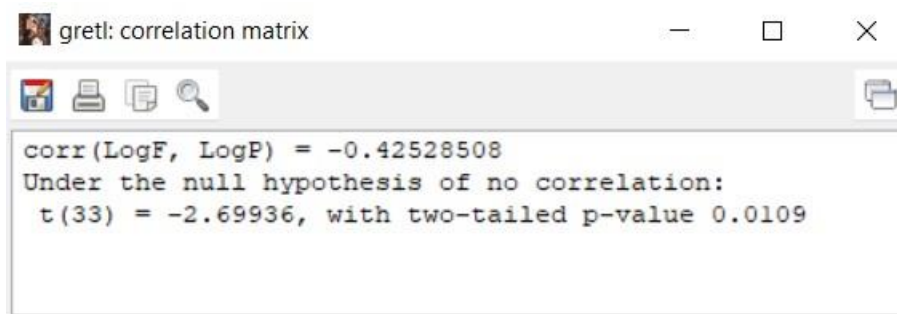 gretl: correlation matrix
corr(LogF, LogP) = -0.42528508
Under the null hypothesis of no correlation:
t(33) = -2.69936, with two-tailed p-value 0.0109